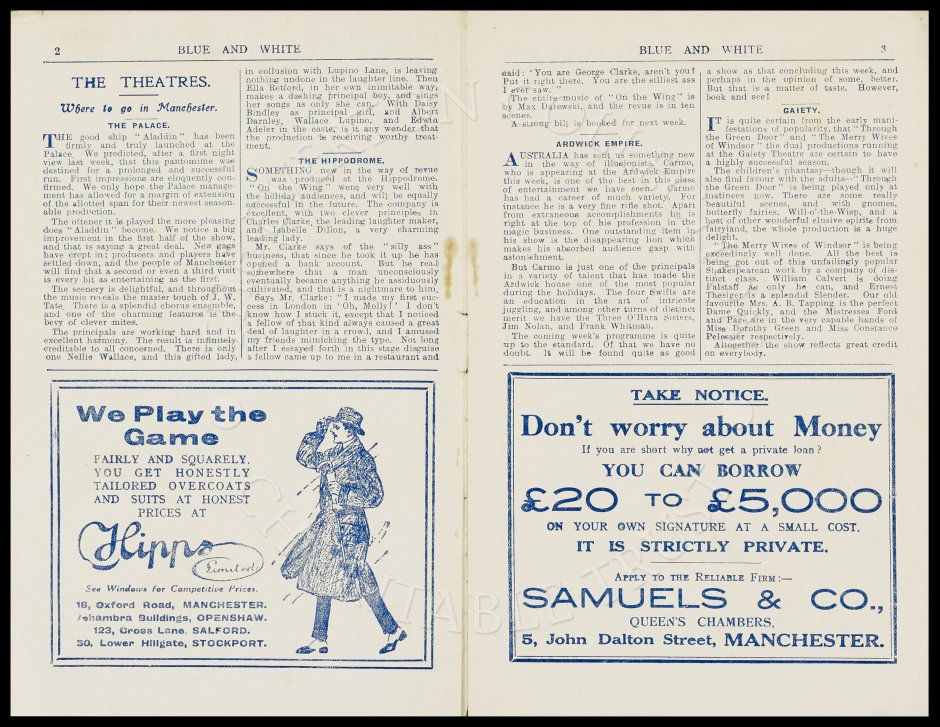 2
BLUE AND WHITE
THE THEATRES.
Where to go in Manchester.
THE PALACE.
THE good ship "Aladdin" has been
firmly and truly launched at the
Palace. We predicted, after a first night
view last week, that this pantomime was
destined for a prolonged and successful
run. First impressions are eloquently con-
firmed. We only hope the Palace manage-
ment has allowed for a margin of extension
of the allotted span for their newest season-
able production.
The oftener it is played the more pleasing
does "Aladdin" become. We notice a big
improvement in the first half of the show,
and that is saying a great deal. New gags
have crept in; producers and players have
settled down, and the people of Manchester
will find that a second or even a third visit
is every bit as entertaining as the first.
The scenery is delightful, and throughout
the music reveals the master touch of J. W.
Tate. There is a splendid chorus ensemble,
and one of the charming features is the
bevy of clever mites.
The principals are working hard and in
excellent harmony. The result is infinitely
creditable to all concerned. There is only
one Nellie Wallace, and this gifted lady,
in collusion with Lupino Lane, is leaving
nothing undone in the laughter line. Then
Ella Retford, in her own inimitable way,
makes a dashing principal boy, and sings
her songs as only she can. With Daisy
Bindley as principal girl, and Albert
Darnley, Wallace Lupino, and Edwin
Adeler in the caste, is it any wonder that
the production is receiving worthy treat-
ment.
THE HIPPODROME.
SOMETHING new in the way of revue
was produced at the Hippodrome.
"On the Wing" went very well with
the holiday audiences, and will be equally
successful in the future. The company is
excellent, with two clever principles in
Charles Clarke, the leading laughter maker,
and Isabelle Dillon, a very charming
leading lady.
Mr. Clarke says of the "silly ass"
business, that since he took it up he has
opened a bank account. But he read
somewhere that a man unconsciously
eventually became anything he assiduously
cultivated, and that is a nightmare to him,
Says Mr. Clarke: "I made my first suc-
cess in London in 'Oh, Molly.' I don't
know how I stuck it, except that I noticed
a fellow of that kind always caused a great
deal of laughter in a crowd, and I amused
my friends mimicking the type. Not long
after I essayed forth in this stage disguise
a fellow came up to me in a restaurant and
We Play the
Game
FAIRLY AND SQUARELY.
YOU GET HONESTLY
TAILORED OVERCOATS
AND SUITS AT HONEST
PRICES AT
Hipps
Limited
See Windows for Competitive Prices.
18, Oxford Road, MANCHESTER.
Alhambra Buildings, OPENSHAW.
123, Cross Lane, SALFORD.
30, Lower Hillgate, STOCKPORT.
BLUE AND WHITE
3
said: 'You are George Clarke, aren't you?
Put it right there. You are the silliest ass
I ever saw.'"
The entire music of "On the Wing" is
by Max Darewski, and the revue is in ten
scenes.
A strong bill is booked for next week.
ARDWICK EMPIRE.
AUSTRALIA has sent us something new
in the way of illusionists. Carmo,
who is appearing at the Ardwick Empire
this week, is one of the best in this class
of entertainment we have seen. Carmo
has had a career of much variety. For
instance he is a very fine rifle shot. Apart
from extraneous accomplishments he is
right at the top of his profession in the
magic business. One outstanding item in
his show is the disappearing lion which
makes his absorbed audience gasp with
astonishment.
But Carmo is just one of the principals
in a variety of talent that has made the
Ardwick house one of the most popular
during the holidays. The four Swifts are
an education in the art of intricate
juggling, and among other turns of distinct
merit we have the Three O'Hara Sisters,
Jim Nolan, and Frank Whitman.
The coming week's programme is quite
up to the standard. Of that we have no
doubt. It will be found quite as good
a show as that concluding this week, and
perhaps in the opinion of some, better.
But that is a matter of taste. However,
book and see!
GAIETY.
IT is quite certain from the early mani-
festations of popularity, that "Through
the Green Door" and "The Merry Wives
of Windsor" the dual productions running
at the Gaiety Theatre are certain to have
a highly successful season.
The children's phantasy—though it will
also find favour with the adults—"Through
the Green Door" is being played only at
matinees now. There are some really
beautiful scenes, and with gnomes,
butterfly fairies, Will-o'-the-Wisp, and a
host of other wonderful elusive spirits from
fairyland, the whole production is a huge
delight.
"The Merry Wives of Windsor" is being
exceedingly well done. All the best is
being got out of this unfailingly popular
Shakespearean work by a company of dis-
tinct class. William Calvert is doing
Falstaff as only he can, and Ernest
Thesiger is a splendid Slender. Our old
favourite Mrs. A. B. Tapping is the perfect
Dame Quickly, and the Mistresses Ford
and Page are in the very capable hands of
Miss Dorothy Green and Miss Constance
Pelessier respectively.
Altogether the show reflects great credit
on everybody.
TAKE NOTICE.
Don't worry about Money
If you are short why not get a private loan?
YOU CAN BORROW
£20 TO £5,000
ON YOUR OWN SIGNATURE AT A SMALL COST.
IT IS STRICTLY PRIVATE.
APPLY TO THE RELIABLE FIRM:—
SAMUELS & CO.,
QUEEN'S CHAMBERS,
5, John Dalton Street, MANCHESTER.